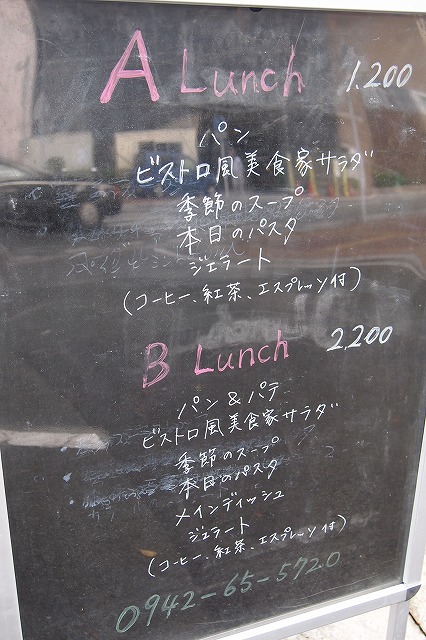 A Lunch 1.200
パン
ビストロ風美食家サラダ
季節のスープ
本日のパスタ
ジェラート
(コーヒー、紅茶、エスプレッソ付)
B Lunch 2,200
パン&パテ
ビストロ風美食家サラダ
季節のスープ
本日のパスタ
メインディッシュ
ジェラート
(コーヒー、紅茶、エスプレッソ付)
0942-65-5720